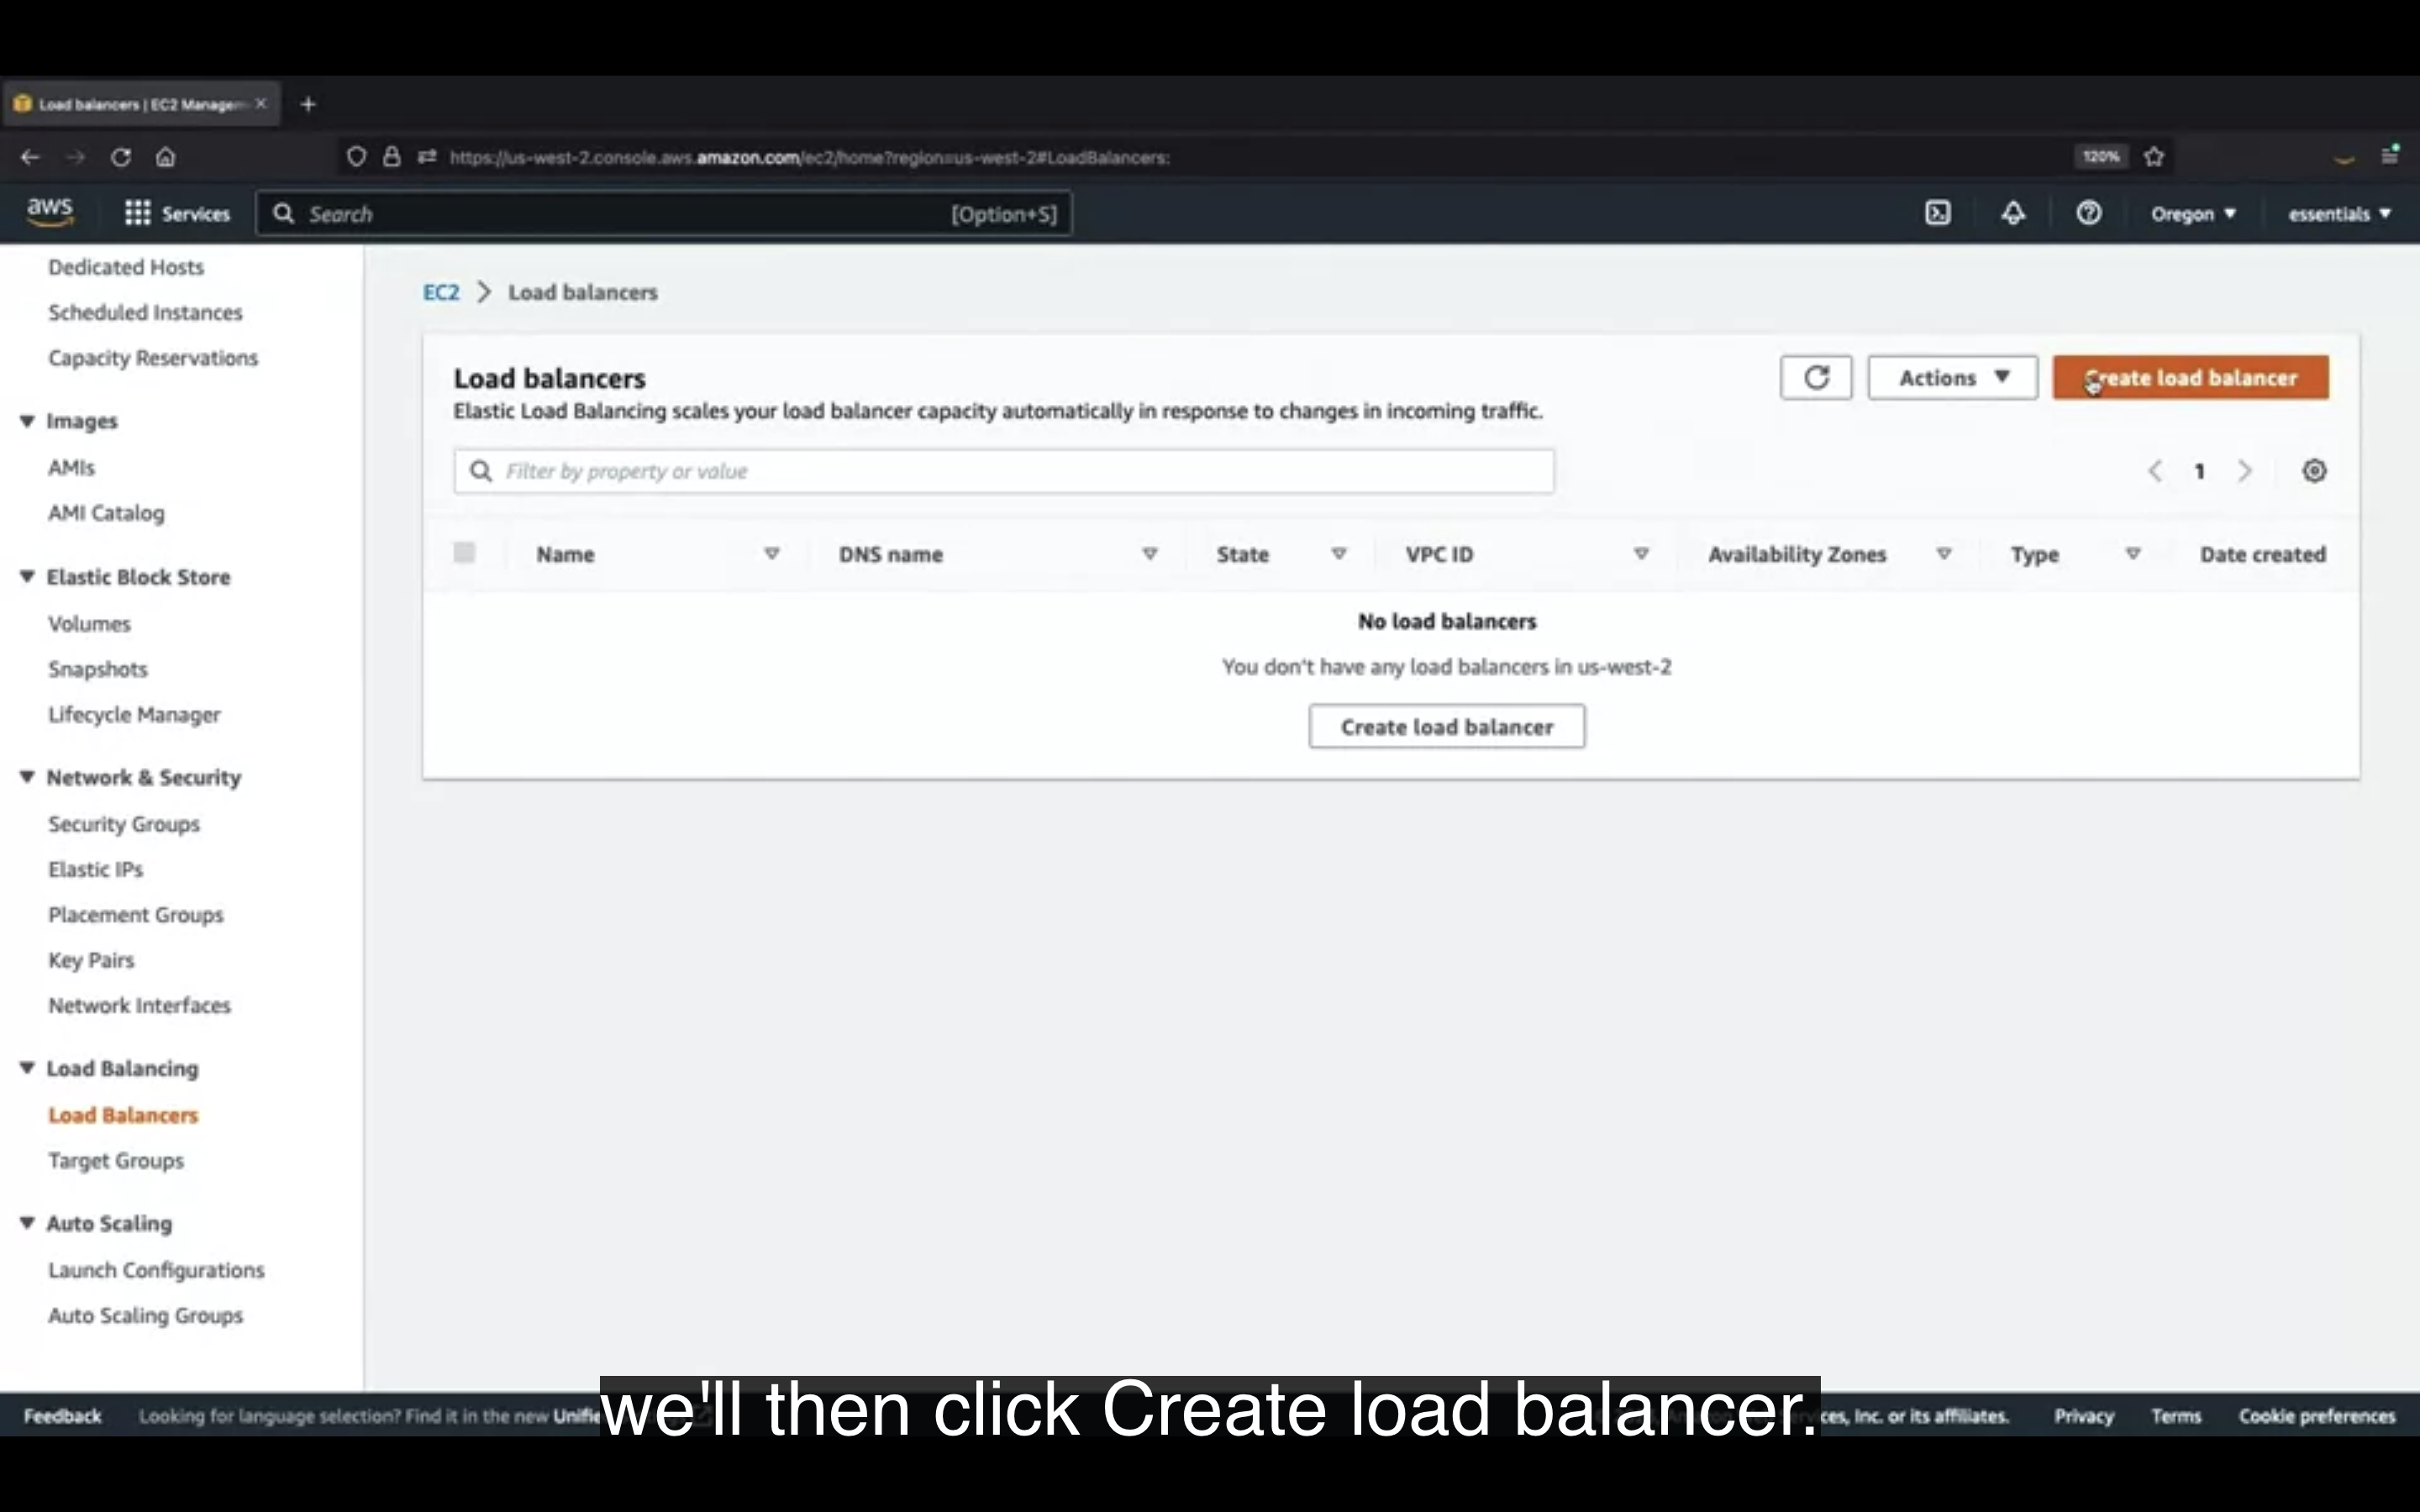 Load balancers | EC2 Managem
https://us-west-2.console.aws.amazon.com/ec2/home?region=us-west-2#LoadBalancers:
120%
aws
Services
Search
[Option+S]
Oregon
essentials
Dedicated Hosts
Scheduled Instances
Capacity Reservations
Images
AMIs
AMI Catalog
Elastic Block Store
Volumes
Snapshots
Lifecycle Manager
Network & Security
Security Groups
Elastic IPs
Placement Groups
Key Pairs
Network Interfaces
Load Balancing
Load Balancers
Target Groups
Auto Scaling
Launch Configurations
Auto Scaling Groups
EC2 > Load balancers
Load balancers
Elastic Load Balancing scales your load balancer capacity automatically in response to changes in incoming traffic.
Actions
Create load balancer
Filter by property or value
1
Name
DNS name
State
VPC ID
Availability Zones
Type
Date created
No load balancers
You don't have any load balancers in us-west-2
Create load balancer
Feedback
Looking for language selection? Find it in the new Unifie
we'll then click Create load balancer.
ces, Inc. or its affiliates.
Privacy
Terms
Cookie preferences